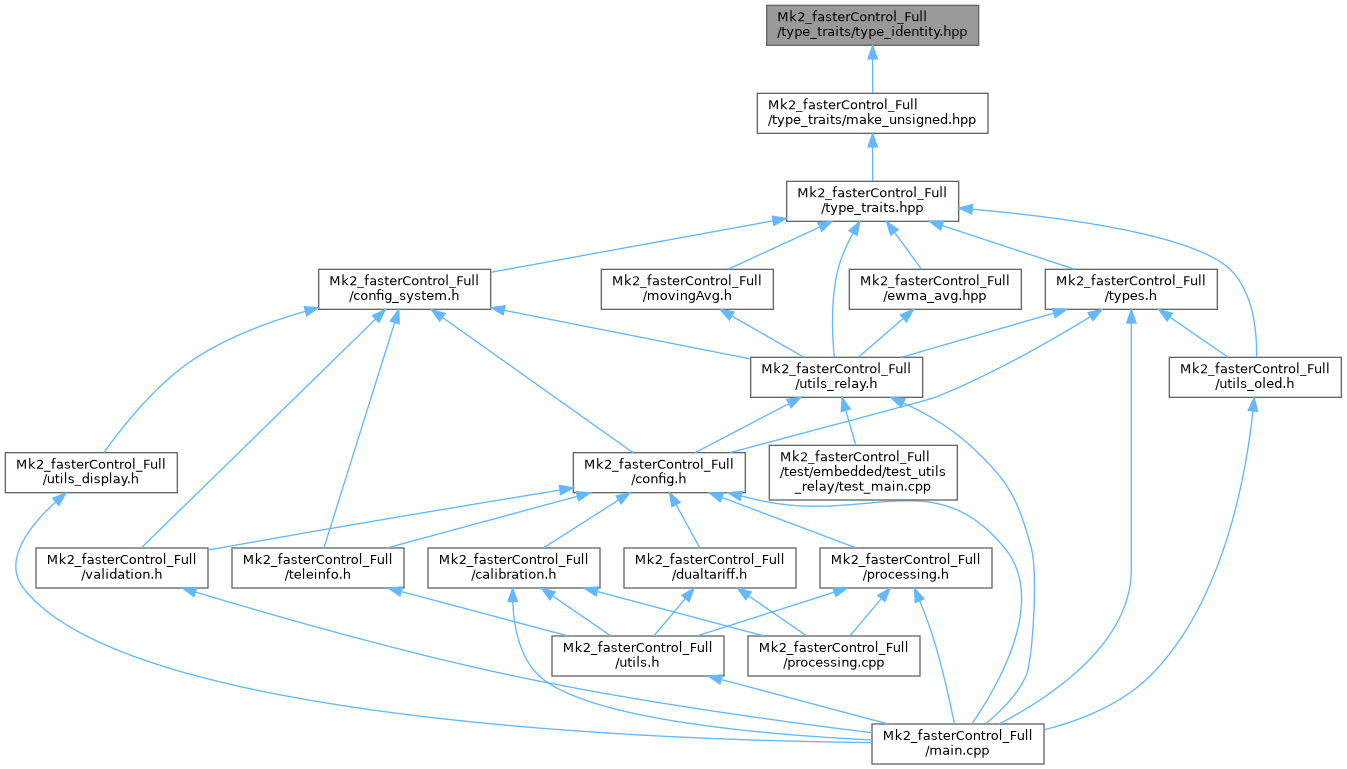 Mk2_fasterControl_Full
/type_traits/type_identity.hpp
Mk2_fasterControl_Full
/type_traits/make_unsigned.hpp
Mk2_fasterControl_Full
/type_traits.hpp
Mk2_fasterControl_Full
/config_system.h
Mk2_fasterControl_Full
/movingAvg.h
Mk2_fasterControl_Full
/ewma_avg.hpp
Mk2_fasterControl_Full
/types.h
Mk2_fasterControl_Full
/utils_relay.h
Mk2_fasterControl_Full
/utils_oled.h
Mk2_fasterControl_Full
/utils_display.h
Mk2_fasterControl_Full
/config.h
Mk2_fasterControl_Full
/test/embedded/test_utils
_relay/test_main.cpp
Mk2_fasterControl_Full
/validation.h
Mk2_fasterControl_Full
/teleinfo.h
Mk2_fasterControl_Full
/calibration.h
Mk2_fasterControl_Full
/dualtariff.h
Mk2_fasterControl_Full
/processing.h
Mk2_fasterControl_Full
/utils.h
Mk2_fasterControl_Full
/processing.cpp
Mk2_fasterControl_Full
/main.cpp